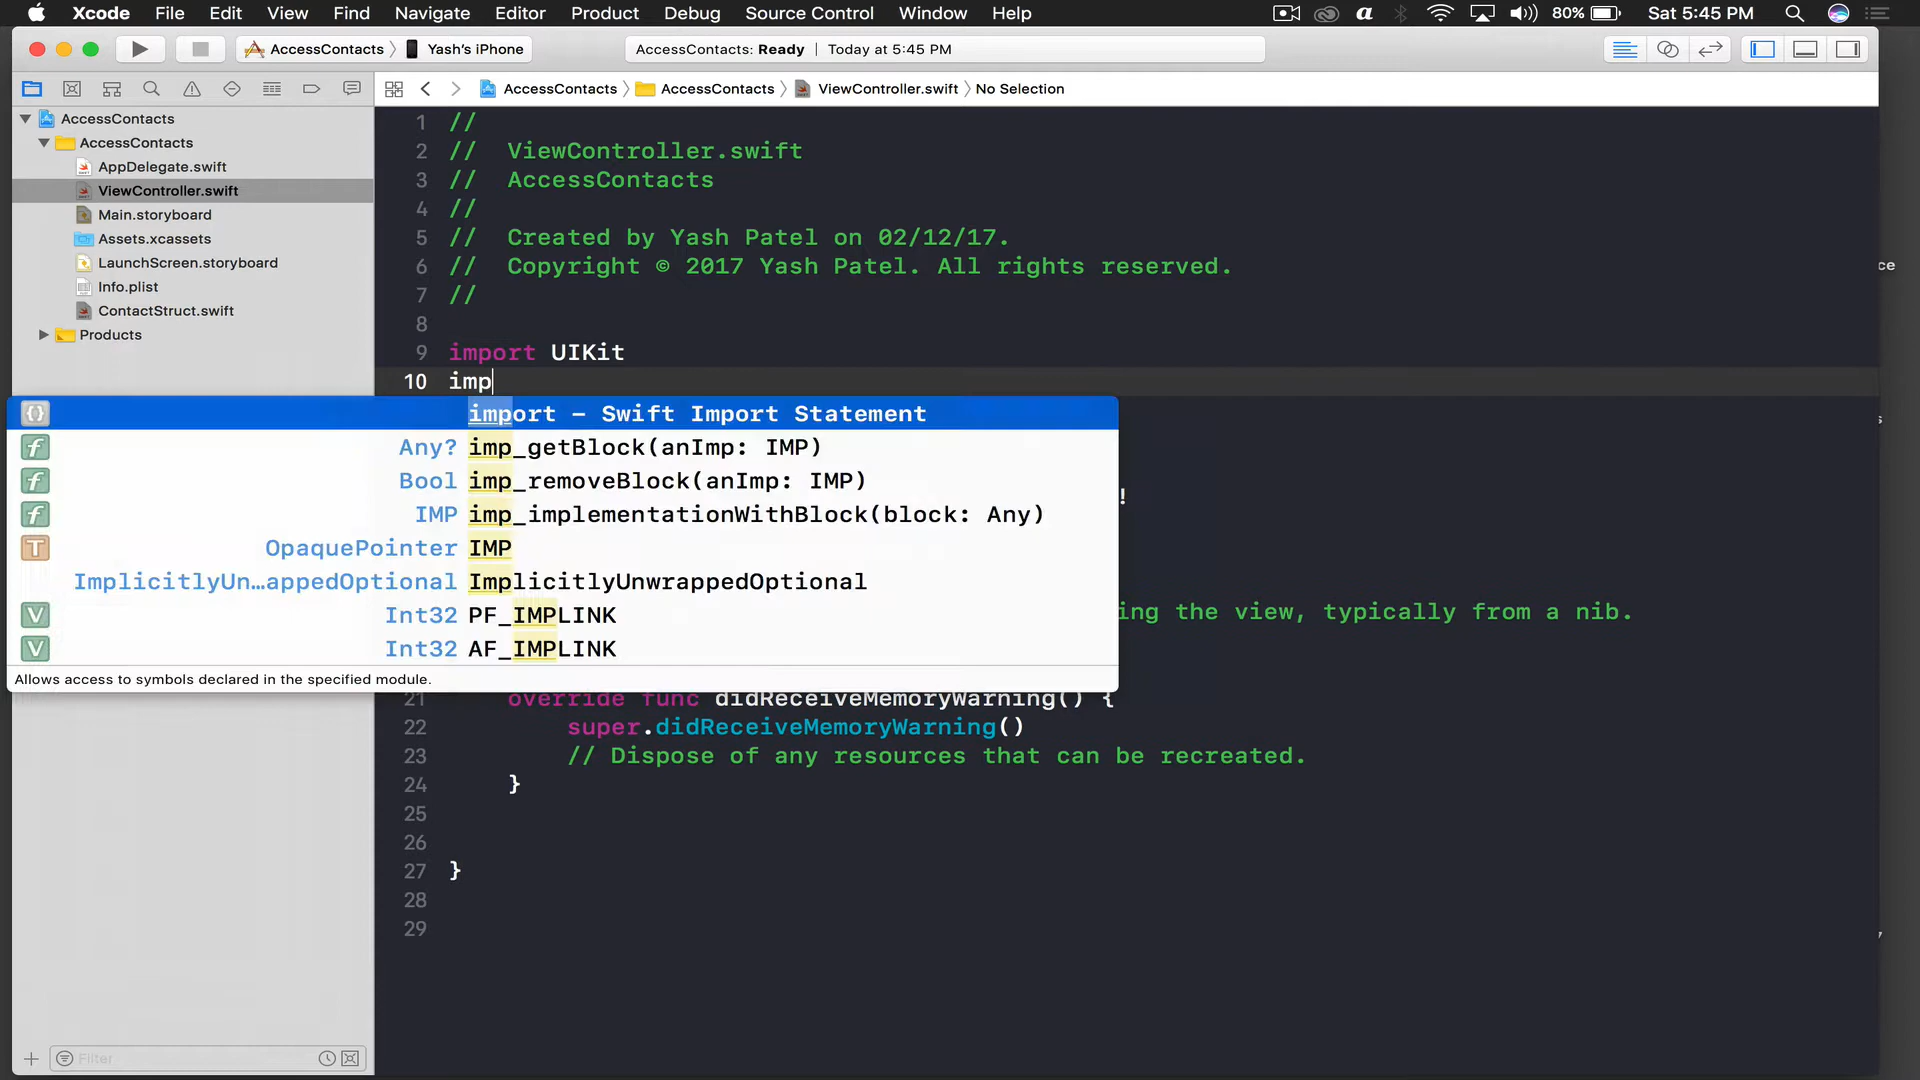 Xcode File Edit View Find Navigate Editor Product Debug Source Control Window Help 80% Sat 5:45 PM
AccessContacts Yash's iPhone AccessContacts: Ready | Today at 5:45 PM
AccessContacts AccessContacts ViewController.swift No Selection
AccessContacts
AccessContacts
AppDelegate.swift
ViewController.swift
Main.storyboard
Assets.xcassets
LaunchScreen.storyboard
Info.plist
ContactStruct.swift
Products
1 //
2 // ViewController.swift
3 // AccessContacts
4 //
5 // Created by Yash Patel on 02/12/17.
6 // Copyright © 2017 Yash Patel. All rights reserved.
7 //
8
9 import UIKit
10 imp
{} import – Swift Import Statement
f Any? imp_getBlock(anImp: IMP)
f Bool imp_removeBlock(anImp: IMP)
f IMP imp_implementationWithBlock(block: Any)
T OpaquePointer IMP
ImplicitlyUn…appedOptional ImplicitlyUnwrappedOptional
V Int32 PF_IMPLINK
V Int32 AF_IMPLINK
Allows access to symbols declared in the specified module.
!
ing the view, typically from a nib.
21 override func didReceiveMemoryWarning() {
22 super.didReceiveMemoryWarning()
23 // Dispose of any resources that can be recreated.
24 }
25
26
27 }
28
29
Filter
ce